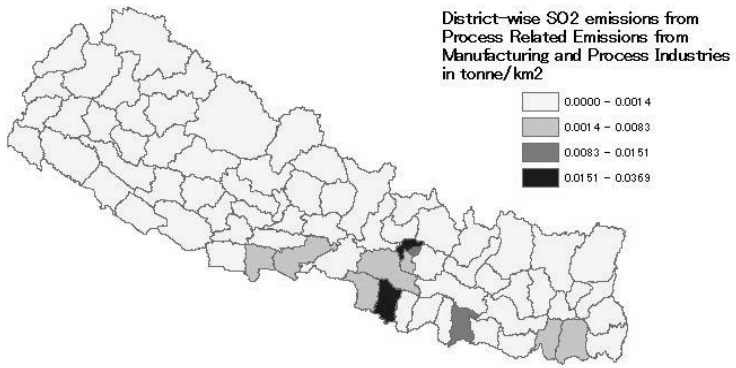 District-wise SO2 emissions from
Process Related Emissions from
Manufacturing and Process Industries
in tonne/km2
0.0000 - 0.0014
0.0014 - 0.0083
0.0083 - 0.0151
0.0151 - 0.0369